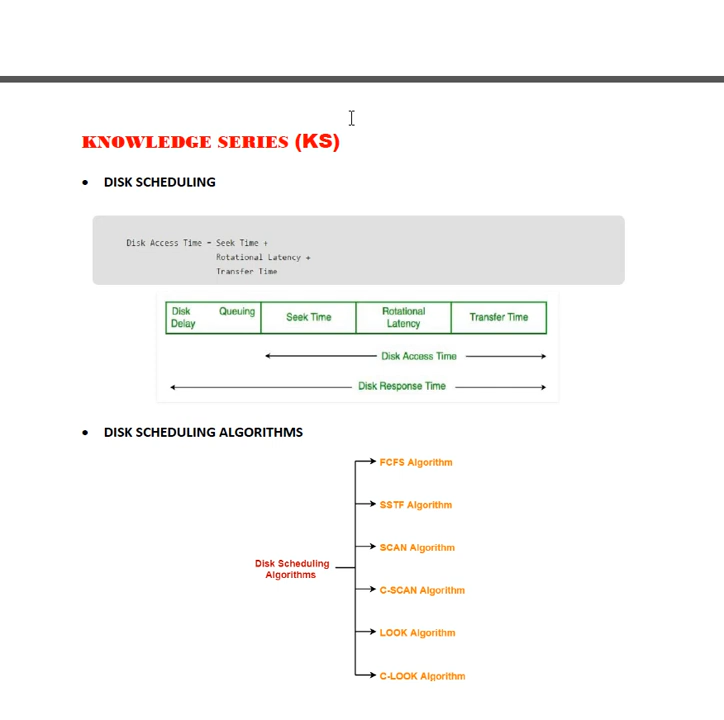 KNOWLEDGE SERIES (KS)
• DISK SCHEDULING
Disk Access Time = Seek Time +
Rotational Latency +
Transfer Time
Disk Queuing Delay
Seek Time
Rotational Latency
Transfer Time
Disk Access Time
Disk Response Time
• DISK SCHEDULING ALGORITHMS
Disk Scheduling
Algorithms
FCFS Algorithm
SSTF Algorithm
SCAN Algorithm
C-SCAN Algorithm
LOOK Algorithm
C-LOOK Algorithm